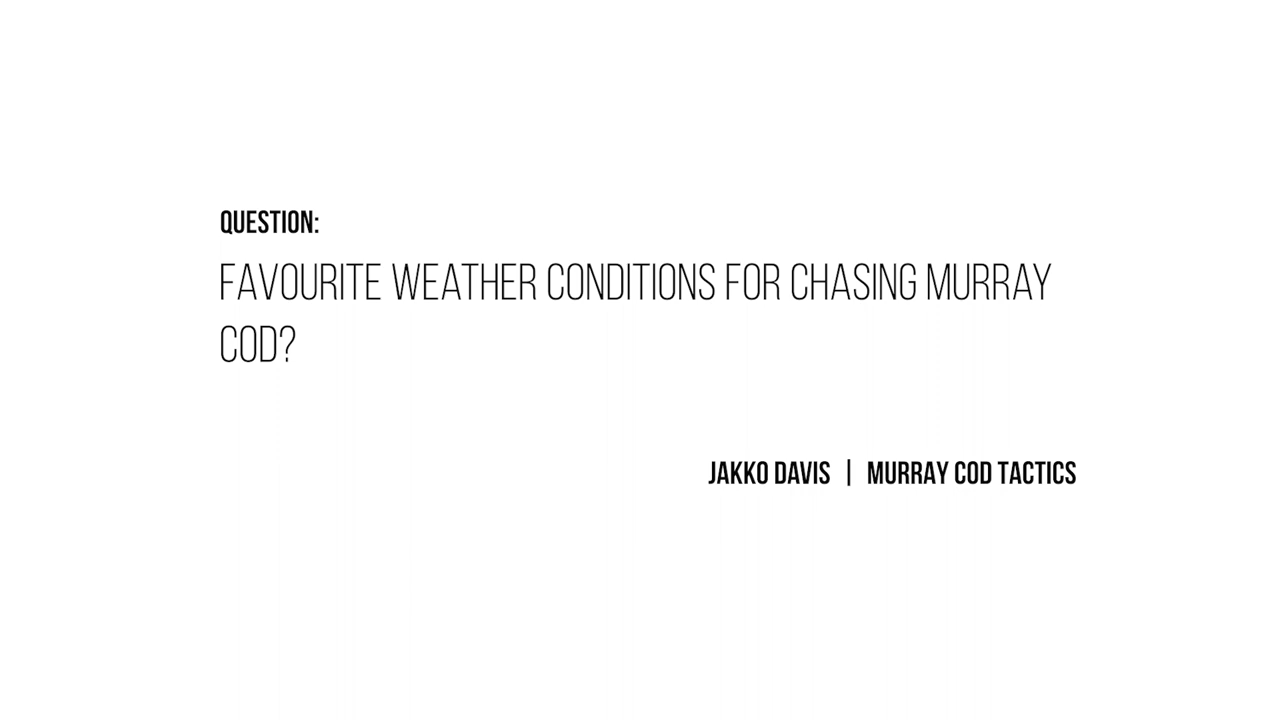 QUESTION:
FAVOURITE WEATHER CONDITIONS FOR CHASING MURRAY
COD?
JAKKO DAVIS | MURRAY COD TACTICS